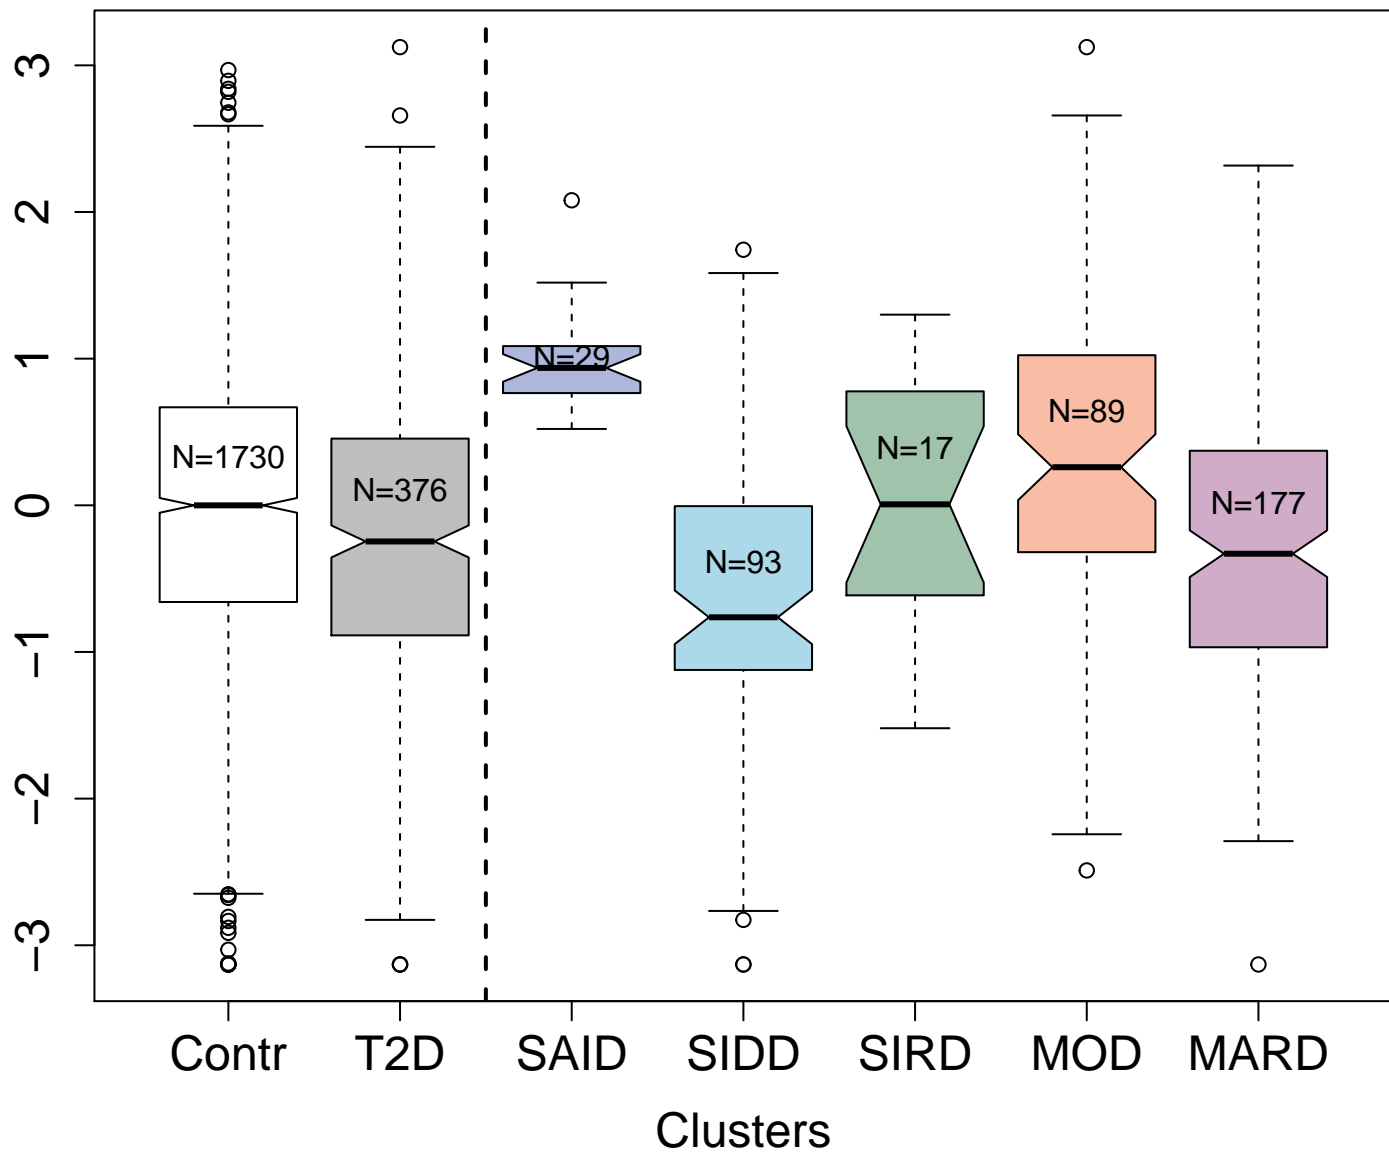 3
2
1
0
−1
−2
−3
N=1730
N=376
N=29
N=93
N=17
N=89
N=177
Contr T2D SAID SIDD SIRD MOD MARD
Clusters